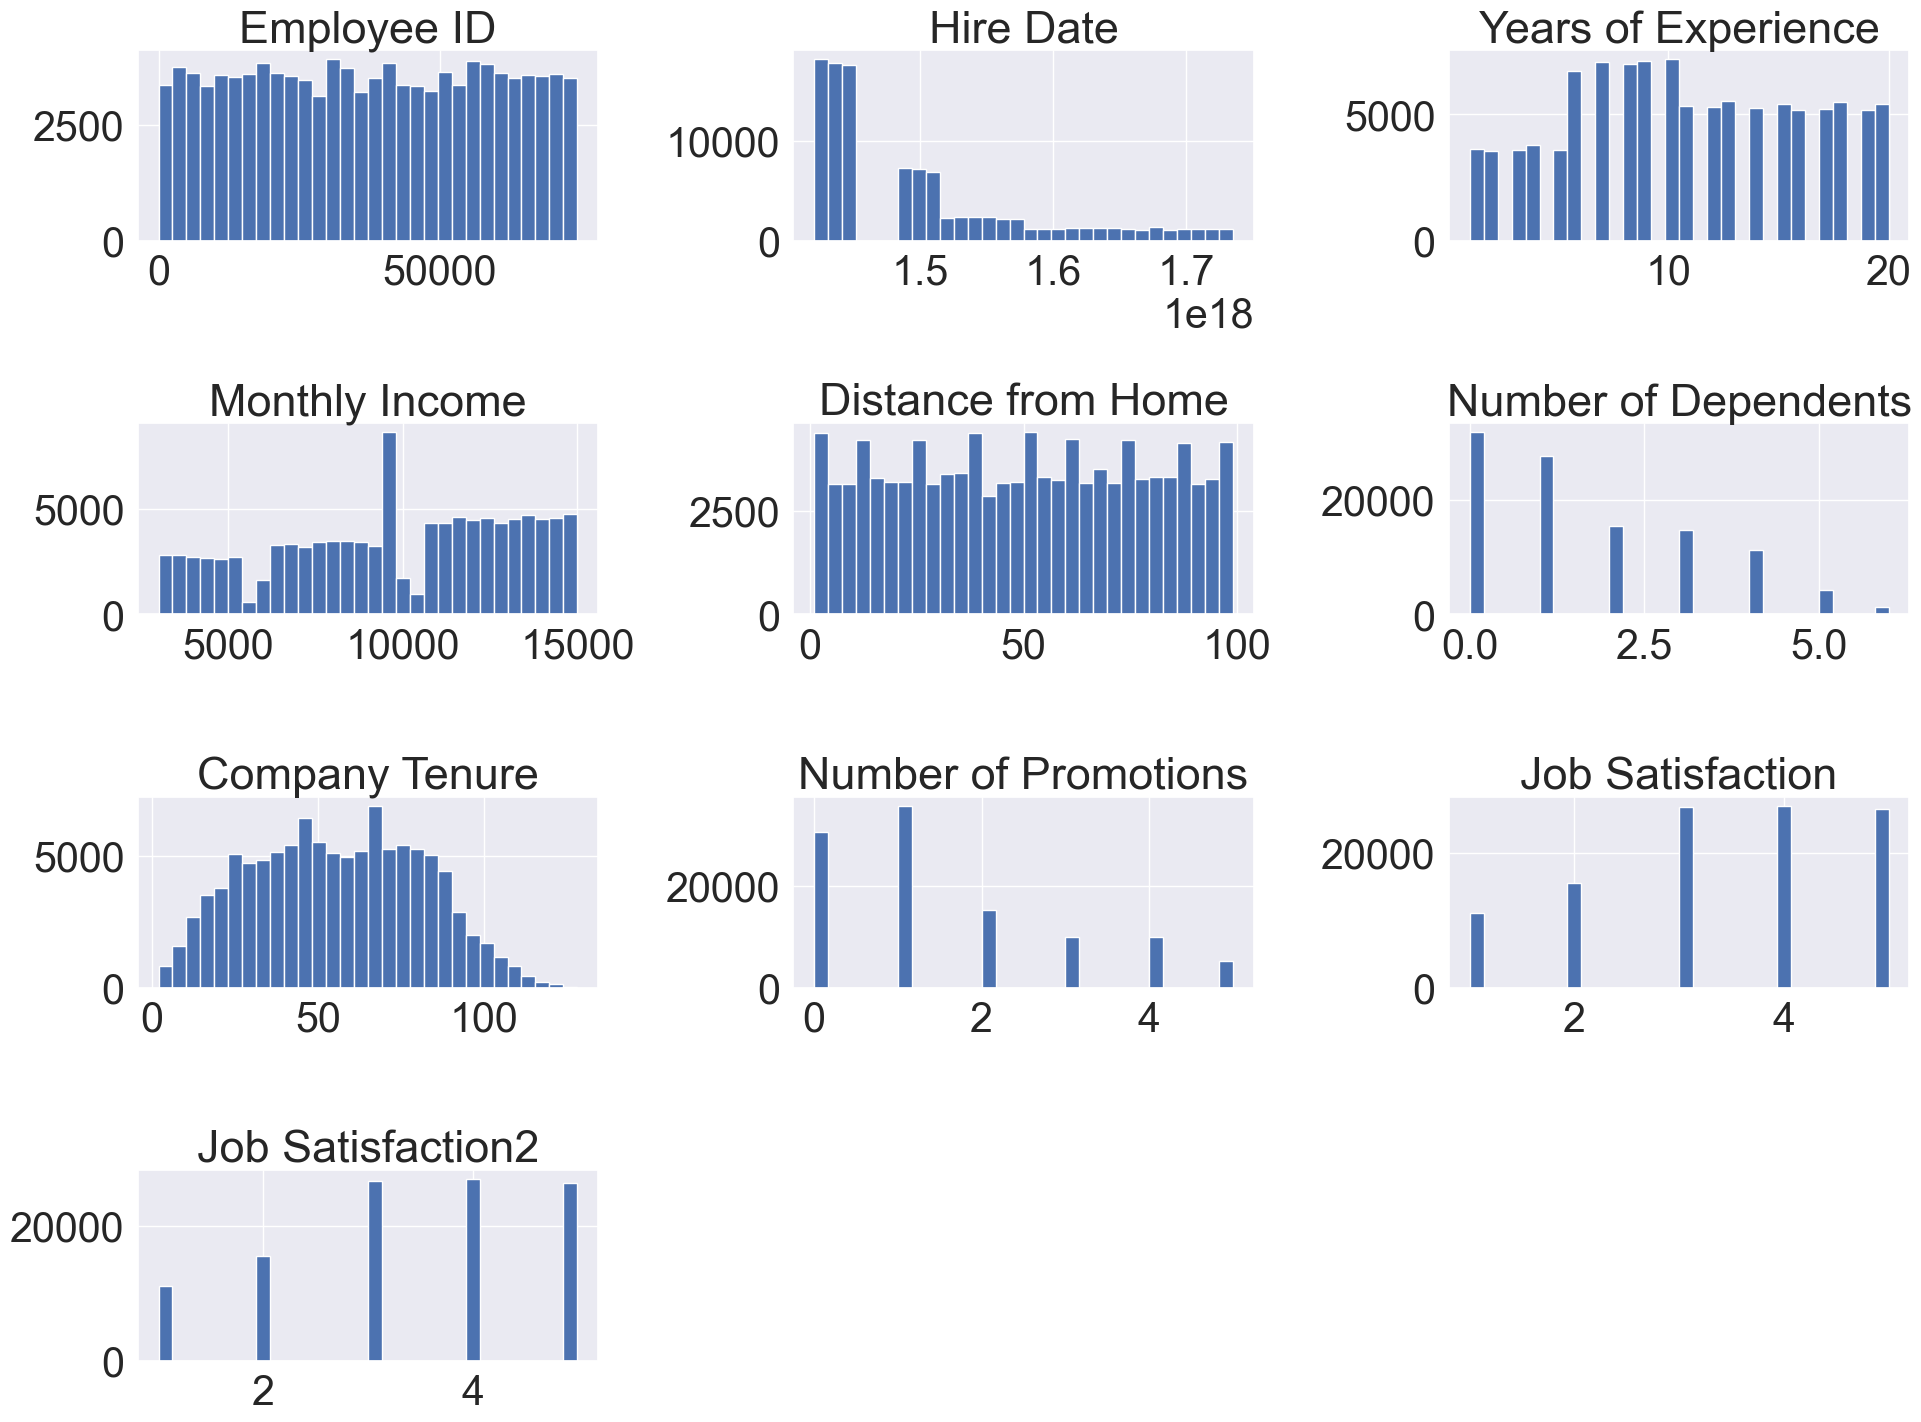 Employee ID
2500
0
0 50000
Hire Date
10000
0
1.5 1.6 1.7
1e18
Years of Experience
5000
0
10 20
Monthly Income
5000
0
5000 10000 15000
Distance from Home
2500
0
0 50 100
Number of Dependents
20000
0
0.0 2.5 5.0
Company Tenure
5000
0
0 50 100
Number of Promotions
20000
0
0 2 4
Job Satisfaction
20000
0
2 4
Job Satisfaction2
20000
0
2 4